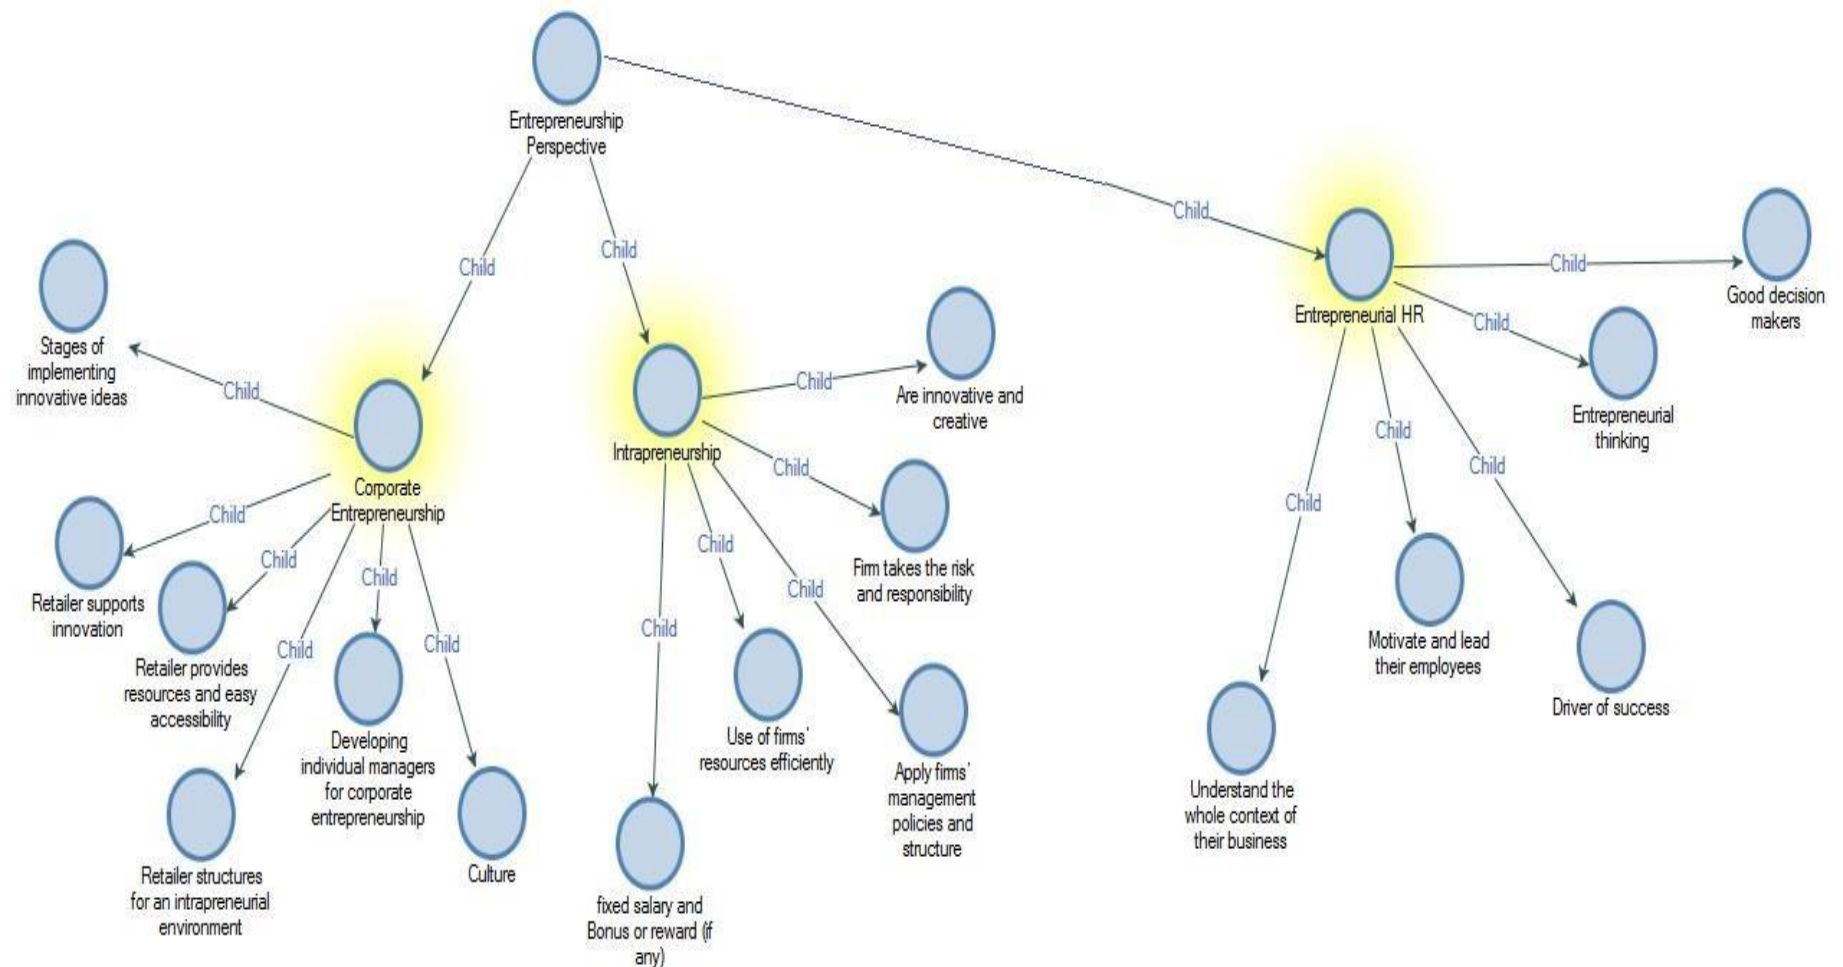 Entrepreneurship
Perspective
Child
Child
Child
Entrepreneurial HR
Child
Good decision
makers
Child
Entrepreneurial
thinking
Child
Child
Child
Motivate and lead
their employees
Driver of success
Understand the
whole context of
their business
Stages of
implementing
innovative ideas
Child
Corporate
Entrepreneurship
Child
Retailer supports
innovation
Child
Retailer provides
resources and easy
accessibility
Child
Retailer structures
for an intrapreneurial
environment
Child
Developing
individual managers
for corporate
entrepreneurship
Child
Culture
Intrapreneurship
Child
Are innovative and
creative
Child
Firm takes the risk
and responsibility
Child
Use of firms'
resources efficiently
Child
Apply firms'
management
policies and
structure
Child
fixed salary and
Bonus or reward (if
any)